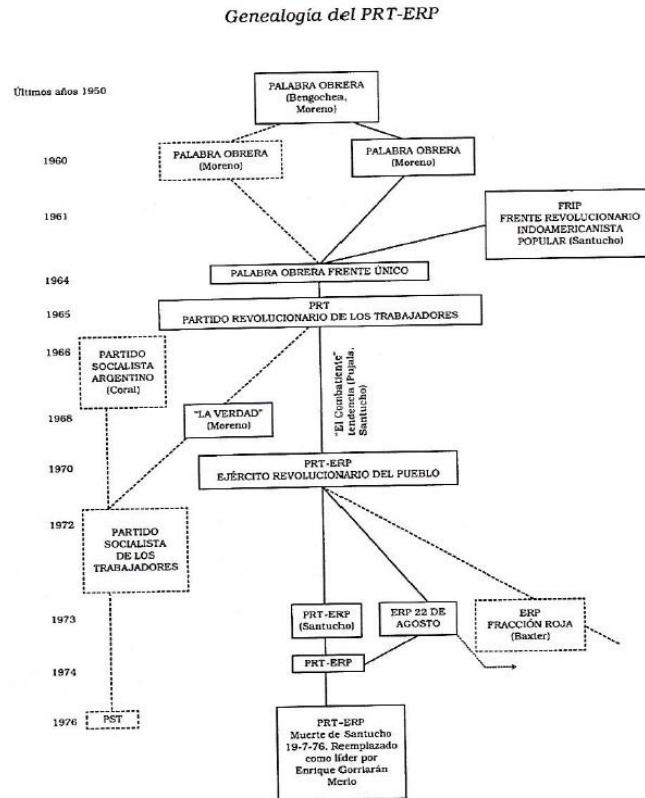 Genealogía del PRT-ERP
Últimos años 1950
PALABRA OBRERA
(Bengochea,
Moreno)
1960
PALABRA OBRERA
(Moreno)
PALABRA OBRERA
(Moreno)
1961
FRIP
FRENTE REVOLUCIONARIO
INDOAMERICANISTA
POPULAR (Santucho)
1964
PALABRA OBRERA FRENTE ÚNICO
1965
PRT
PARTIDO REVOLUCIONARIO DE LOS TRABAJADORES
1966
PARTIDO
SOCIALISTA
ARGENTINO
(Coral)
"El Combatiente"
tendencia (Pujals,
Santucho)
1968
"LA VERDAD"
(Moreno)
1970
PRT-ERP
EJÉRCITO REVOLUCIONARIO DEL PUEBLO
1972
PARTIDO
SOCIALISTA
DE LOS
TRABAJADORES
1973
PRT-ERP
(Santucho)
ERP 22 DE
AGOSTO
ERP
FRACCIÓN ROJA
(Baxter)
1974
PRT-ERP
1976
PST
PRT-ERP
Muerte de Santucho
19-7-76. Reemplazado
como líder por
Enrique Gorriarán
Merlo